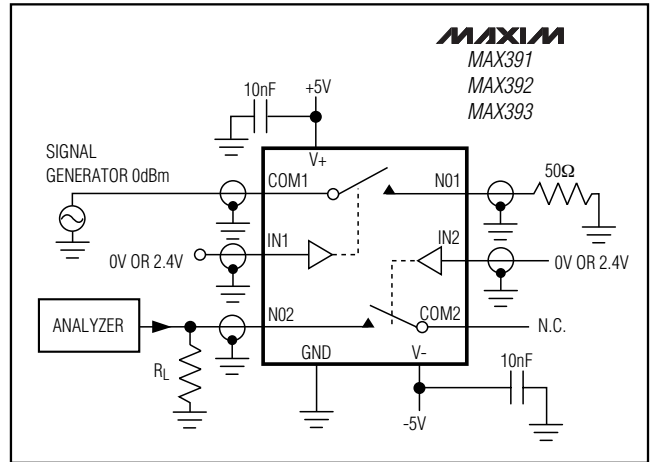 MAXIM
MAX391
MAX392
MAX393
10nF
+5V
SIGNAL
GENERATOR 0dBm
V+
COM1
N01
50Ω
IN1
IN2
0V OR 2.4V
0V OR 2.4V
ANALYZER
N02
COM2
N.C.
RL
GND
V-
10nF
-5V